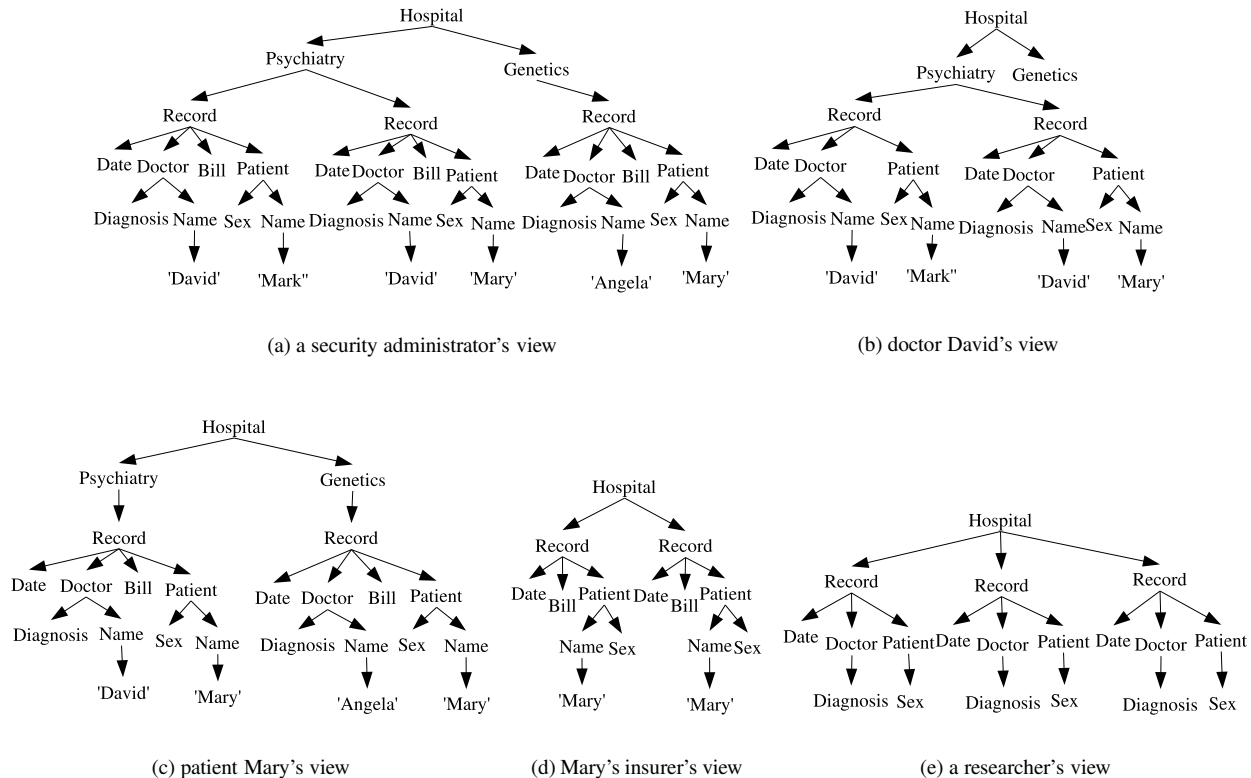 Hospital
Psychiatry
Genetics
Record
Record
Record
Date Doctor Bill Patient
Date Doctor Bill Patient
Date Doctor Bill Patient
Diagnosis Name Sex Name
Diagnosis Name Sex Name
Diagnosis Name Sex Name
'David' 'Mark"
'David' 'Mary'
'Angela' 'Mary'
(a) a security administrator's view
Hospital
Psychiatry Genetics
Record
Record
Date Doctor Patient
Date Doctor Patient
Diagnosis Name Sex Name
Diagnosis Name Sex Name
'David' 'Mark"
'David' 'Mary'
(b) doctor David's view
Hospital
Psychiatry
Genetics
Record
Record
Date Doctor Bill Patient
Date Doctor Bill Patient
Diagnosis Name Sex Name
Diagnosis Name Sex Name
'David' 'Mary'
'Angela' 'Mary'
(c) patient Mary's view
Hospital
Record Record
Date Bill Patient
Date Bill Patient
Name Sex
Name Sex
'Mary' 'Mary'
(d) Mary's insurer's view
Hospital
Record Record Record
Date Doctor Patient
Date Doctor Patient
Date Doctor Patient
Diagnosis Sex
Diagnosis Sex
Diagnosis Sex
(e) a researcher's view